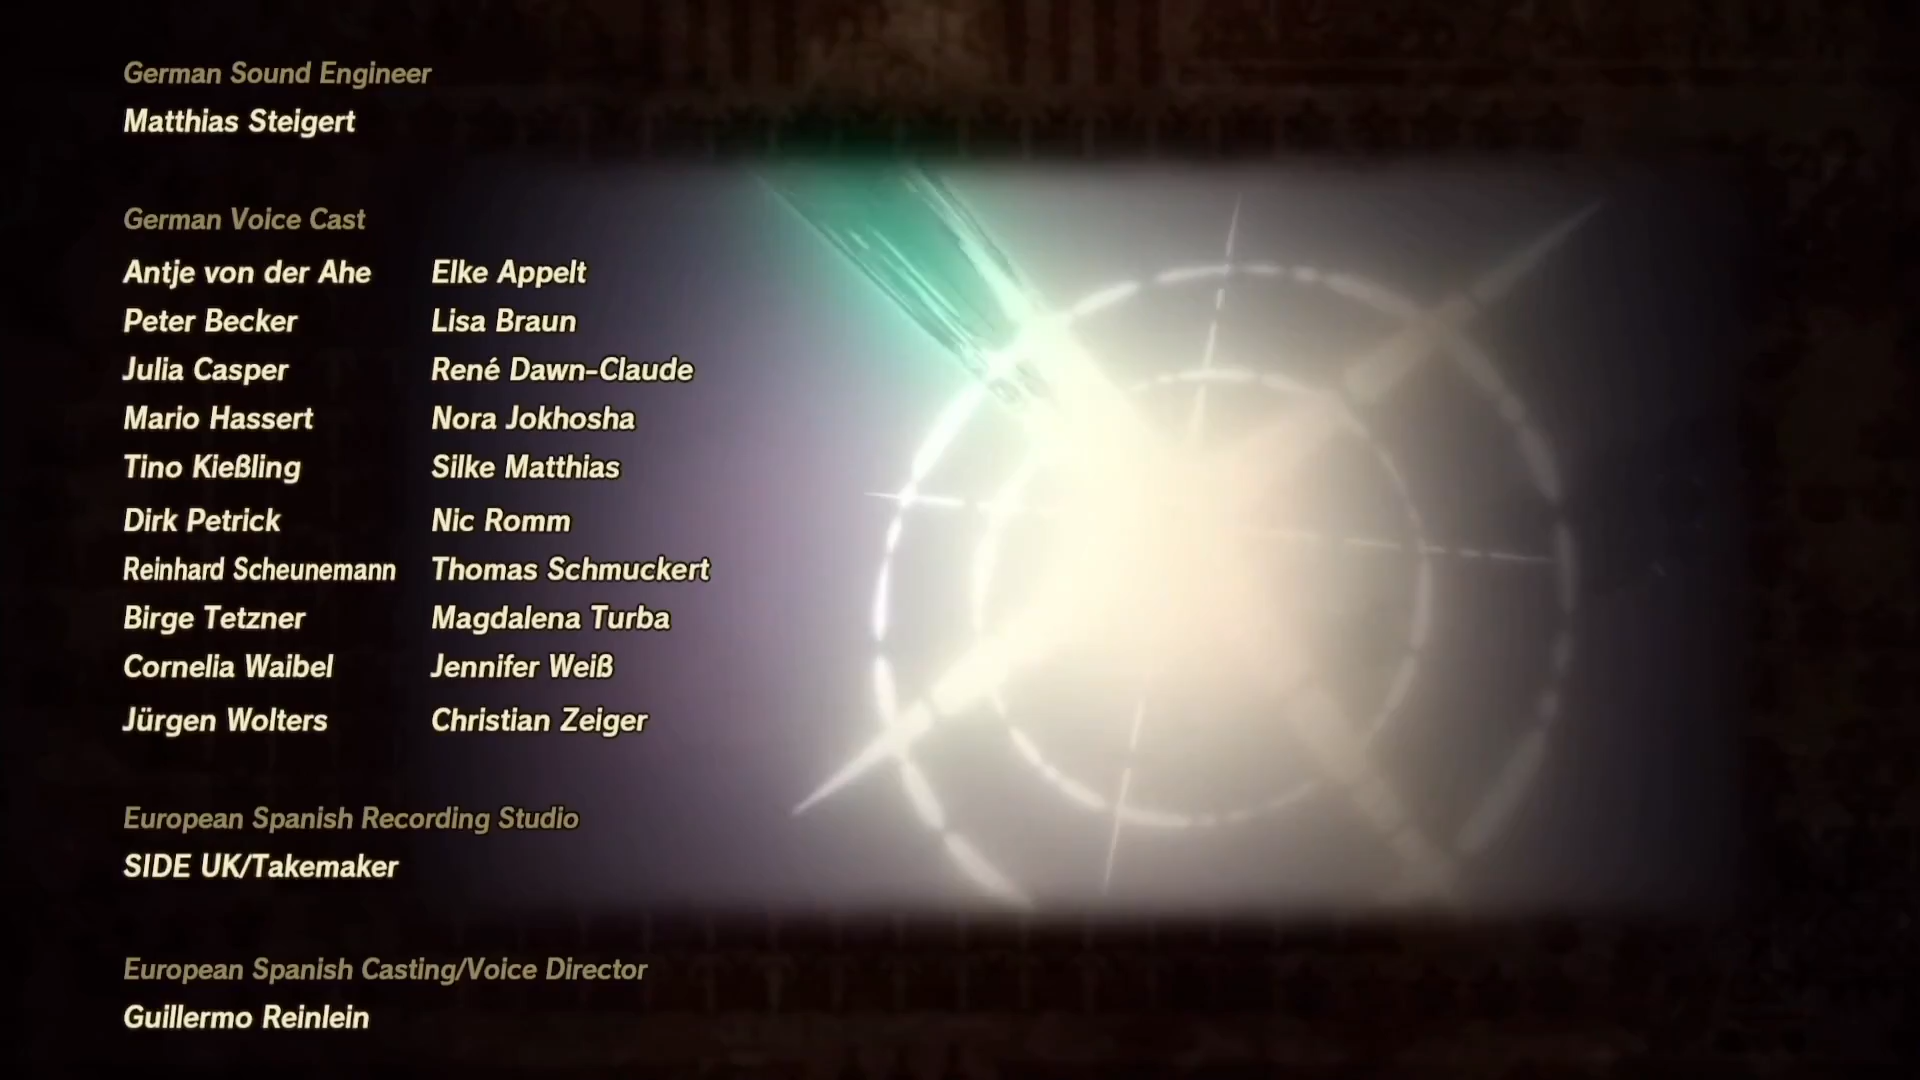 German Sound Engineer
Matthias Steigert
German Voice Cast
Antje von der Ahe Elke Appelt
Peter Becker Lisa Braun
Julia Casper René Dawn-Claude
Mario Hassert Nora Jokhosha
Tino Kießling Silke Matthias
Dirk Petrick Nic Romm
Reinhard Scheunemann Thomas Schmuckert
Birge Tetzner Magdalena Turba
Cornelia Waibel Jennifer Weiß
Jürgen Wolters Christian Zeiger
European Spanish Recording Studio
SIDE UK/Takemaker
European Spanish Casting/Voice Director
Guillermo Reinlein